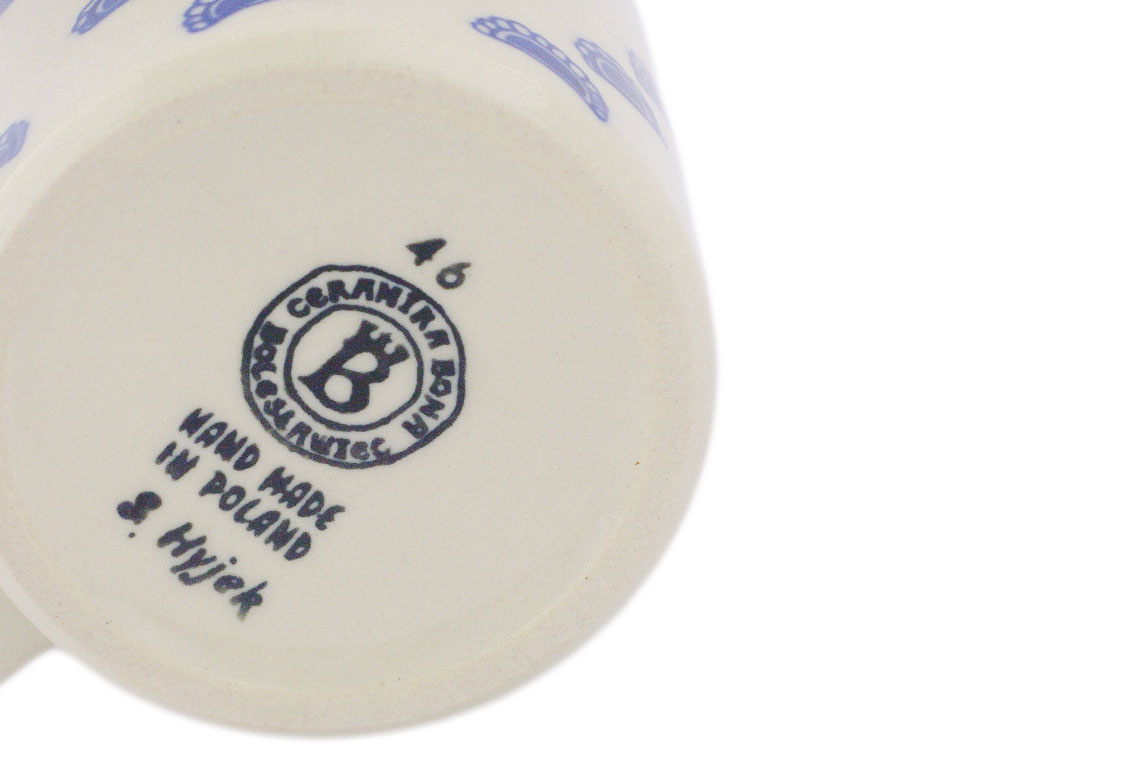 46
CERAMIKA BONA
BOLESŁAWIEC
B
HAND MADE
IN POLAND
S. Hyjek